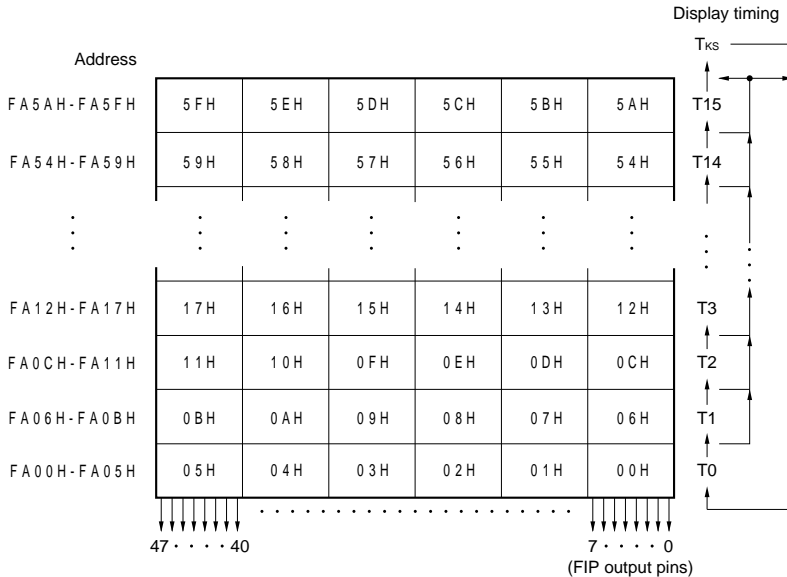 Display timing
TKS
Address
FA5AH-FA5FH 5FH 5EH 5DH 5CH 5BH 5AH T15
FA54H-FA59H 59H 58H 57H 56H 55H 54H T14
FA12H-FA17H 17H 16H 15H 14H 13H 12H T3
FA0CH-FA11H 11H 10H 0FH 0EH 0DH 0CH T2
FA06H-FA0BH 0BH 0AH 09H 08H 07H 06H T1
FA00H-FA05H 05H 04H 03H 02H 01H 00H T0
47 · · · · 40 7 · · · · 0
(FIP output pins)